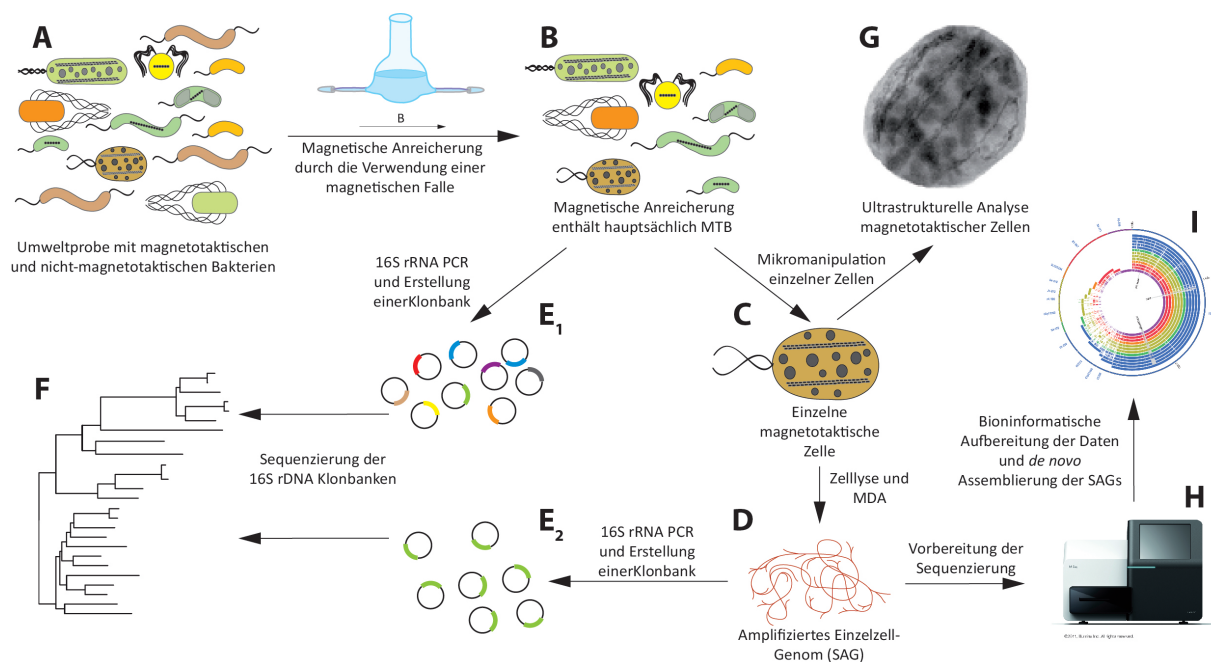 A
Umweltprobe mit magnetotaktischen
und nicht-magnetotaktischen Bakterien
B
Magnetische Anreicherung
durch die Verwendung einer
magnetischen Falle
B
Magnetische Anreicherung
enthält hauptsächlich MTB
G
Ultrastrukturelle Analyse
magnetotaktischer Zellen
I
16S rRNA PCR
und Erstellung
einerKlonbank
Mikromanipulation
einzelner Zellen
E1
C
Einzelne
magnetotaktische
Zelle
F
Sequenzierung der
16S rDNA Klonbanken
Zelllyse und
MDA
Bioninformatische
Aufbereitung der Daten
und de novo
Assemblierung der SAGs
E2
16S rRNA PCR
und Erstellung
einerKlonbank
D
Amplifiziertes Einzelzell-
Genom (SAG)
Vorbereitung der
Sequenzierung
H